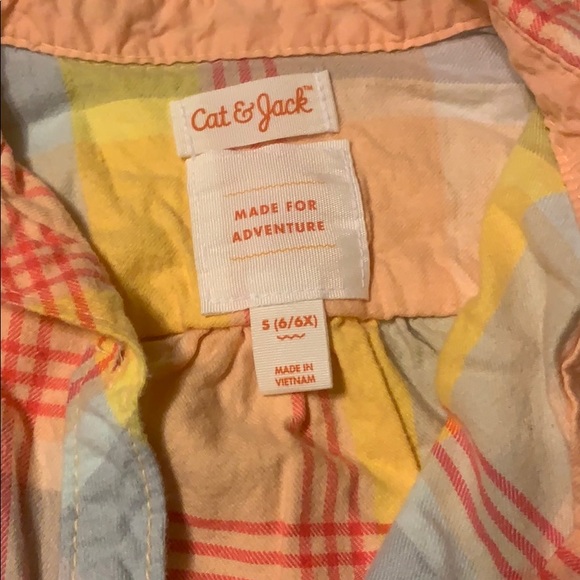 Cat & Jack™
MADE FOR
ADVENTURE
S (6/6X)
MADE IN
VIETNAM